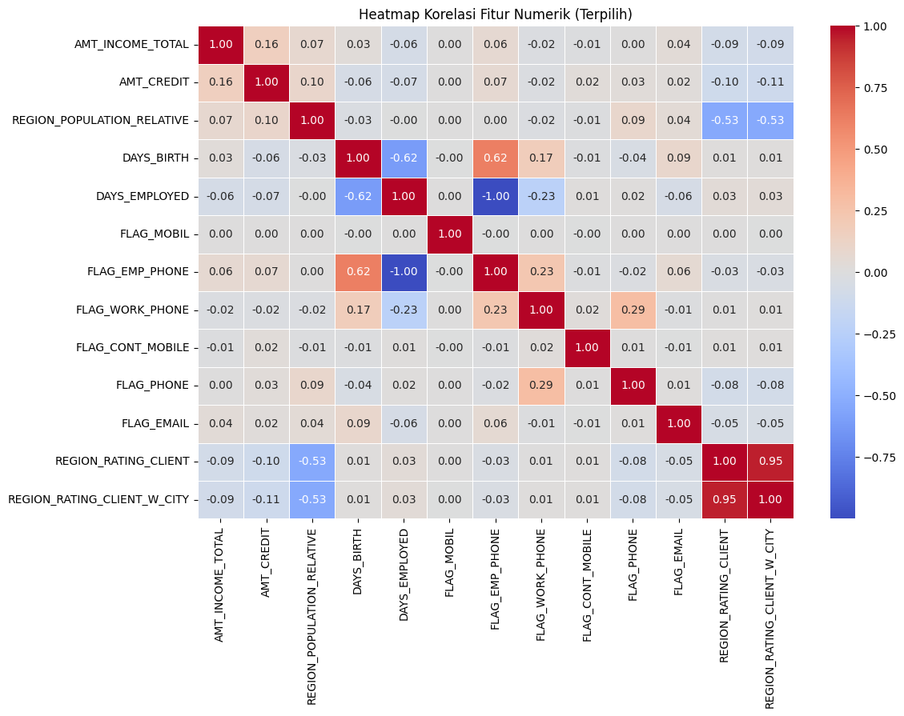 Heatmap Korelasi Fitur Numerik (Terpilih)
AMT_INCOME_TOTAL 1.00 0.16 0.07 0.03 -0.06 0.00 0.06 -0.02 -0.01 0.00 0.04 -0.09 -0.09
AMT_CREDIT 0.16 1.00 0.10 -0.06 -0.07 0.00 0.07 -0.02 0.02 0.03 0.02 -0.10 -0.11
REGION_POPULATION_RELATIVE 0.07 0.10 1.00 -0.03 -0.00 0.00 0.00 -0.02 -0.01 0.09 0.04 -0.53 -0.53
DAYS_BIRTH 0.03 -0.06 -0.03 1.00 -0.62 -0.00 0.62 0.17 -0.01 -0.04 0.09 0.01 0.01
DAYS_EMPLOYED -0.06 -0.07 -0.00 -0.62 1.00 0.00 -1.00 -0.23 0.01 0.02 -0.06 0.03 0.03
FLAG_MOBIL 0.00 0.00 0.00 -0.00 0.00 1.00 -0.00 0.00 -0.00 0.00 0.00 0.00 0.00
FLAG_EMP_PHONE 0.06 0.07 0.00 0.62 -1.00 -0.00 1.00 0.23 -0.01 -0.02 0.06 -0.03 -0.03
FLAG_WORK_PHONE -0.02 -0.02 -0.02 0.17 -0.23 0.00 0.23 1.00 0.02 0.29 -0.01 0.01 0.01
FLAG_CONT_MOBILE -0.01 0.02 -0.01 -0.01 0.01 -0.00 -0.01 0.02 1.00 0.01 -0.01 0.01 0.01
FLAG_PHONE 0.00 0.03 0.09 -0.04 0.02 0.00 -0.02 0.29 0.01 1.00 0.01 -0.08 -0.08
FLAG_EMAIL 0.04 0.02 0.04 0.09 -0.06 0.00 0.06 -0.01 -0.01 0.01 1.00 -0.05 -0.05
REGION_RATING_CLIENT -0.09 -0.10 -0.53 0.01 0.03 0.00 -0.03 0.01 0.01 -0.08 -0.05 1.00 0.95
REGION_RATING_CLIENT_W_CITY -0.09 -0.11 -0.53 0.01 0.03 0.00 -0.03 0.01 0.01 -0.08 -0.05 0.95 1.00
AMT_INCOME_TOTAL
AMT_CREDIT
REGION_POPULATION_RELATIVE
DAYS_BIRTH
DAYS_EMPLOYED
FLAG_MOBIL
FLAG_EMP_PHONE
FLAG_WORK_PHONE
FLAG_CONT_MOBILE
FLAG_PHONE
FLAG_EMAIL
REGION_RATING_CLIENT
REGION_RATING_CLIENT_W_CITY
1.00
0.75
0.50
0.25
0.00
−0.25
−0.50
−0.75